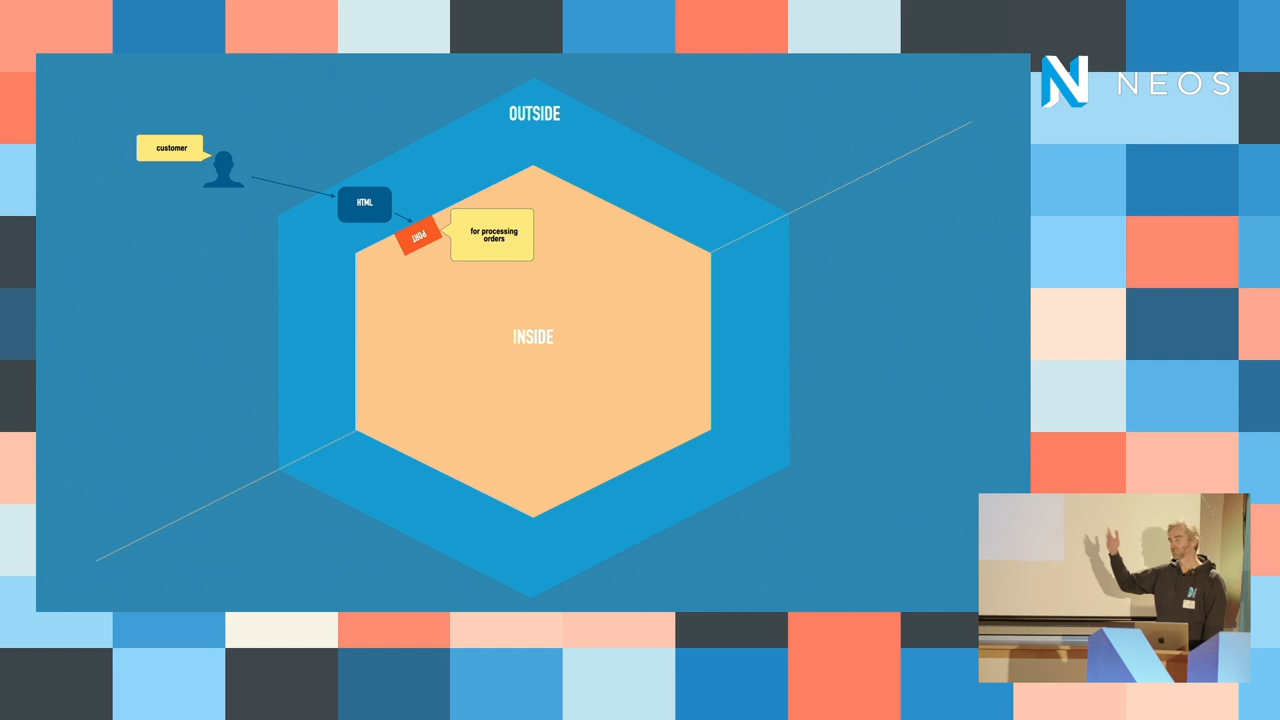 NEOS
OUTSIDE
customer
HTML
PORT
for processing
orders
INSIDE